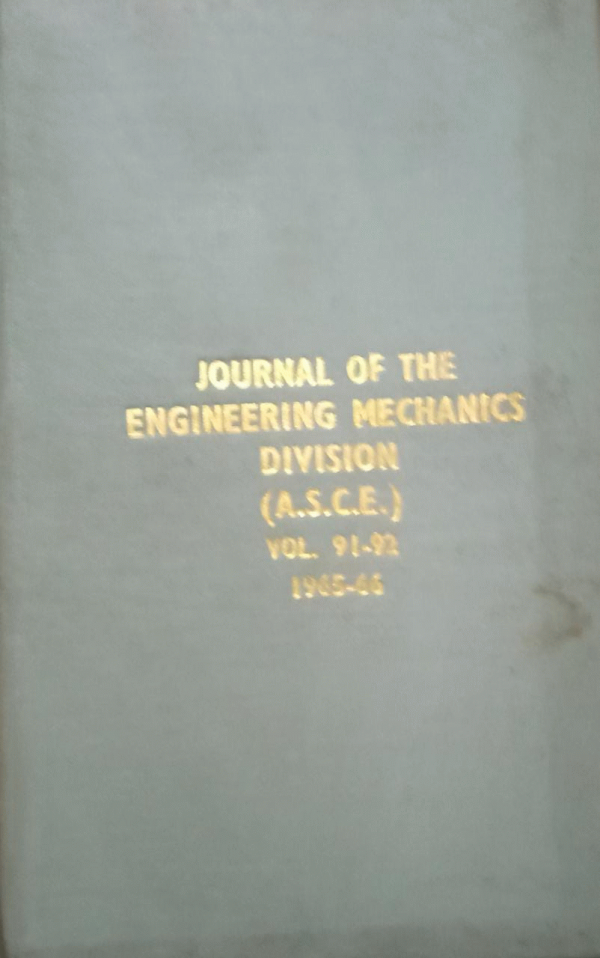 JOURNAL OF THE
ENGINEERING MECHANICS
DIVISION
(A.S.C.E.)
VOL. 91-92
1965-66